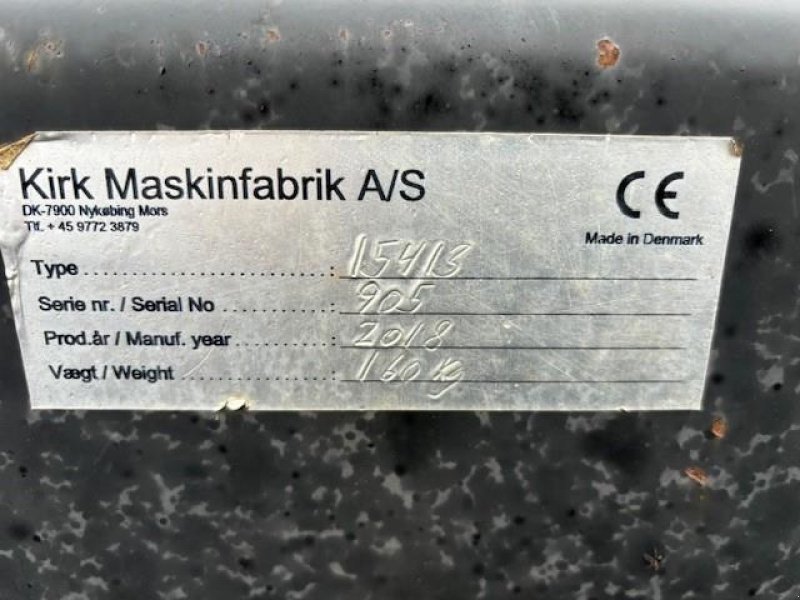 Kirk Maskinfabrik A/S
DK-7900 Nykøbing Mors
Tlf. + 45 9772 3879
CE
Made in Denmark
Type ........................................ : 15413
Serie nr. / Serial No ................ : 905
Prod.år / Manuf. year .............. : 2018
Vægt / Weight ........................ : 160 kg